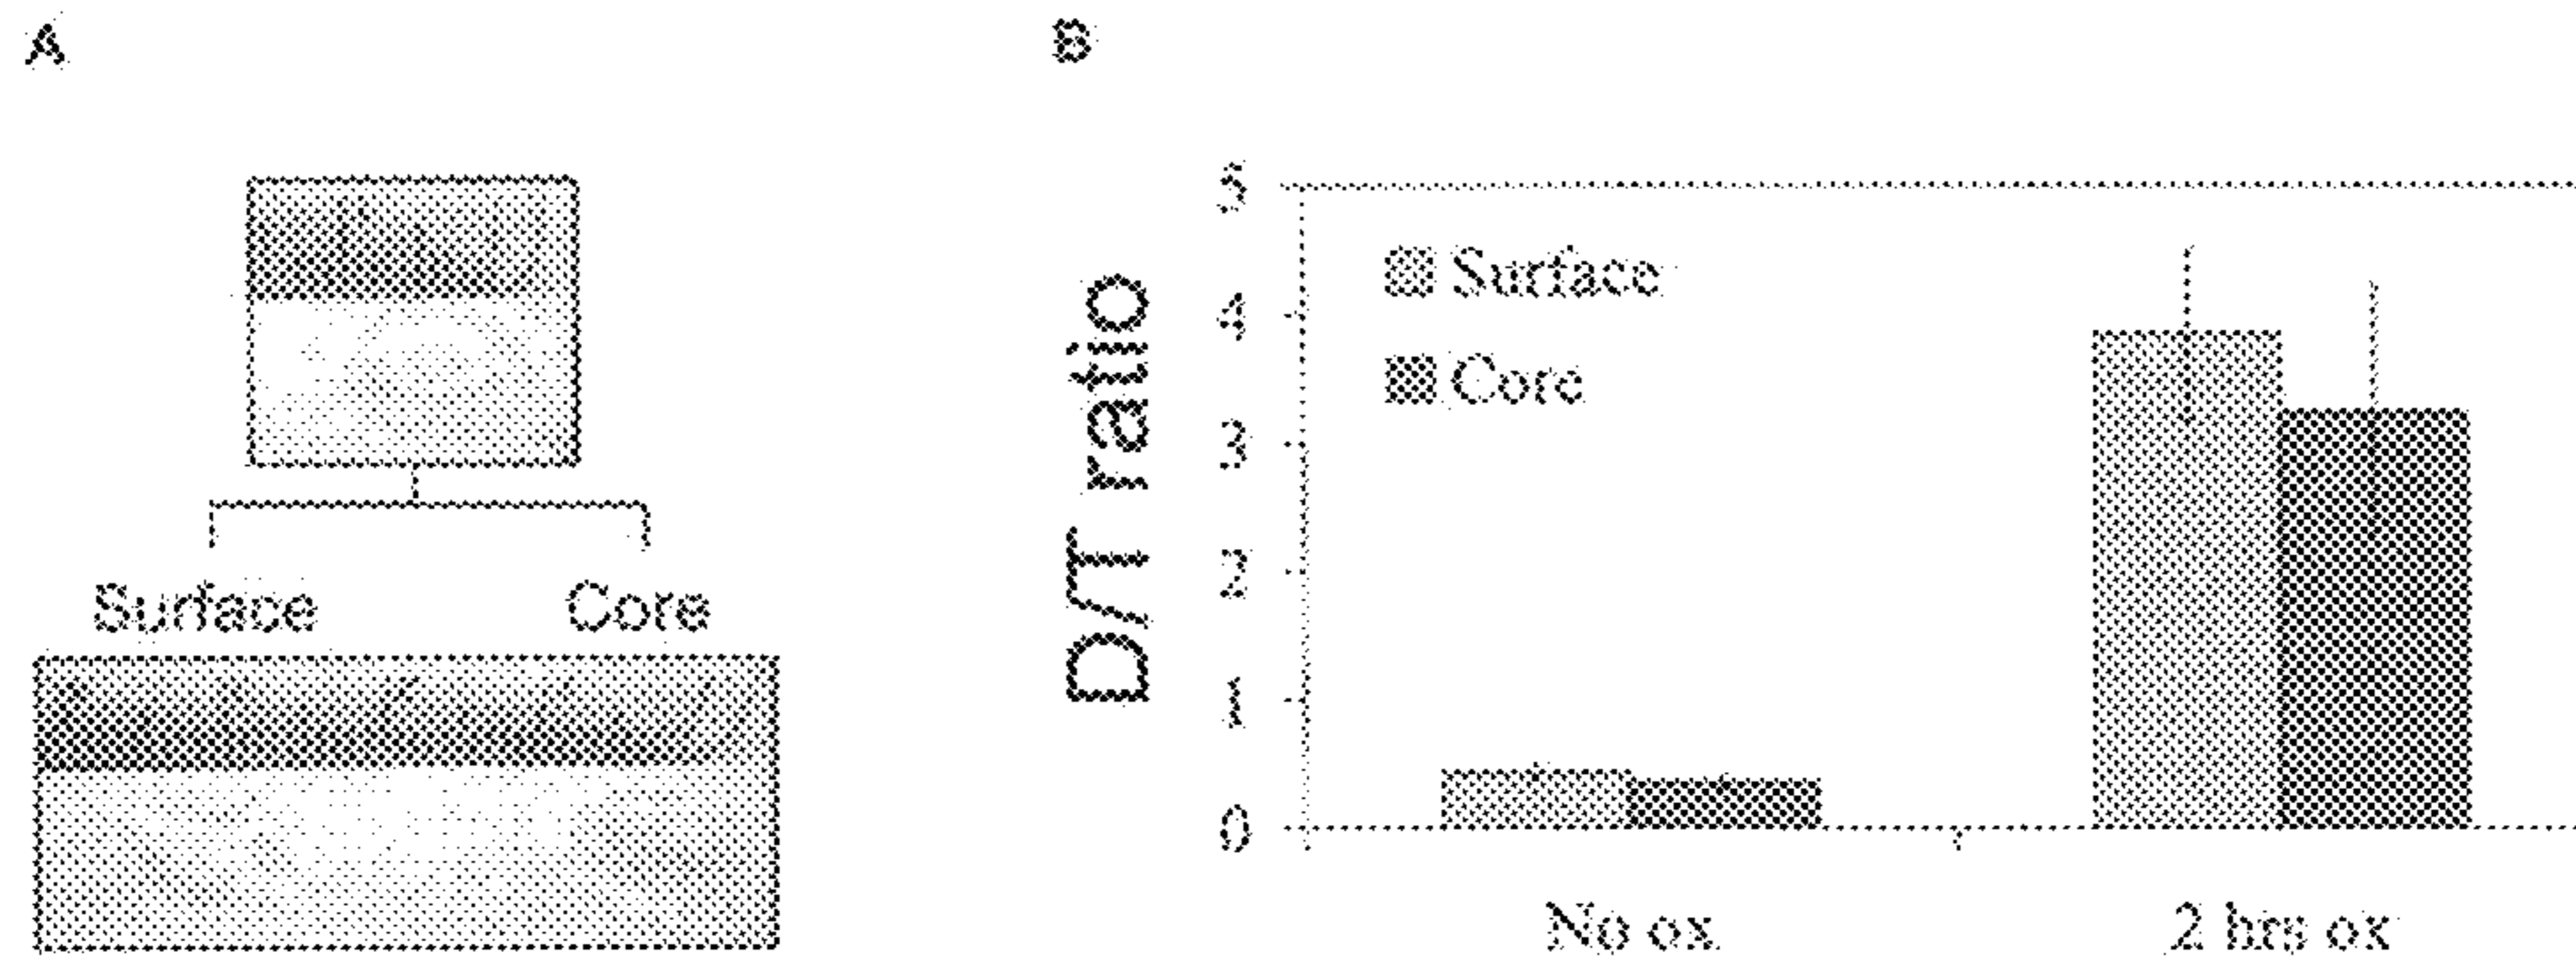 A
Surface Core
B
D/T ratio
5
4
3
2
1
0
Surface
Core
No ox
2 hrs ox